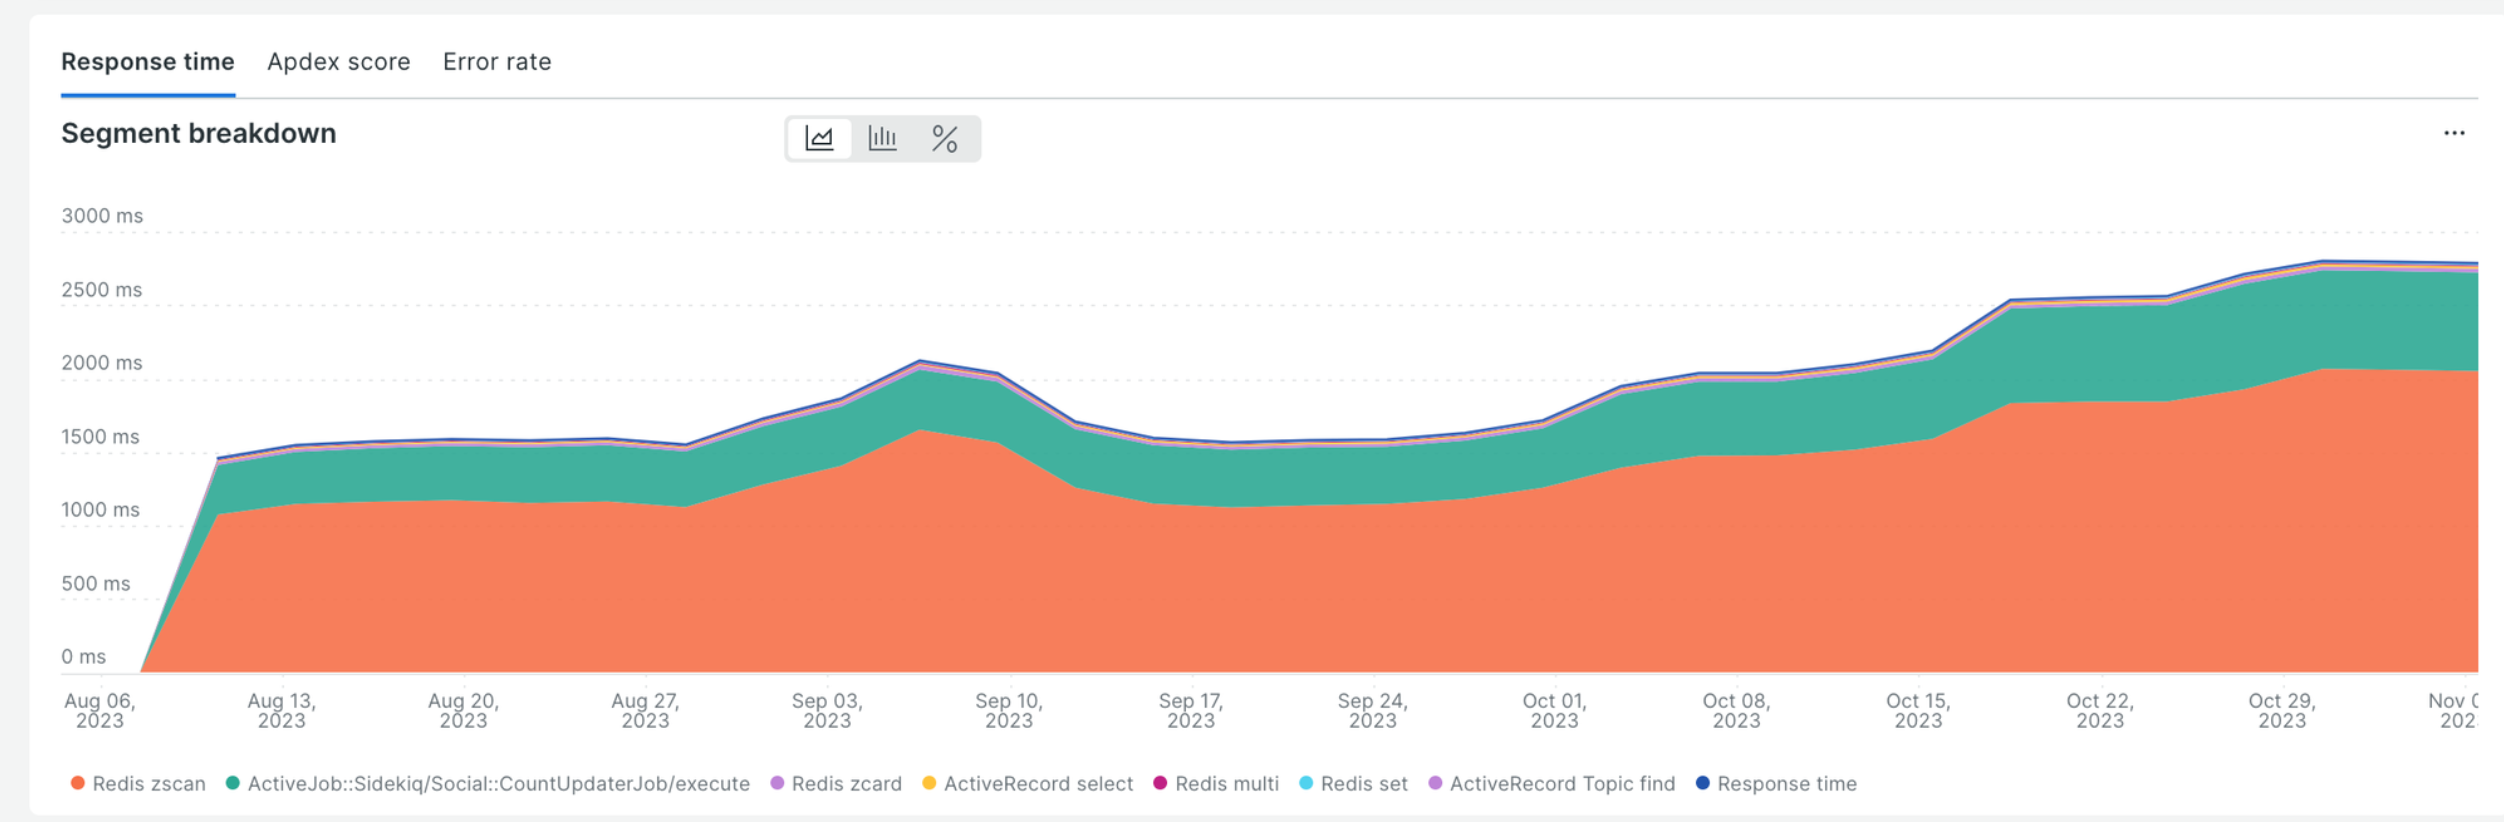 Response time Apdex score Error rate
Segment breakdown
...
3000 ms
2500 ms
2000 ms
1500 ms
1000 ms
500 ms
0 ms
Aug 06, Aug 13, Aug 20, Aug 27, Sep 03, Sep 10, Sep 17, Sep 24, Oct 01, Oct 08, Oct 15, Oct 22, Oct 29, Nov
2023 2023 2023 2023 2023 2023 2023 2023 2023 2023 2023 2023 2023 202
Redis zscan ActiveJob::Sidekiq/Social::CountUpdaterJob/execute Redis zcard ActiveRecord select Redis multi Redis set ActiveRecord Topic find Response time